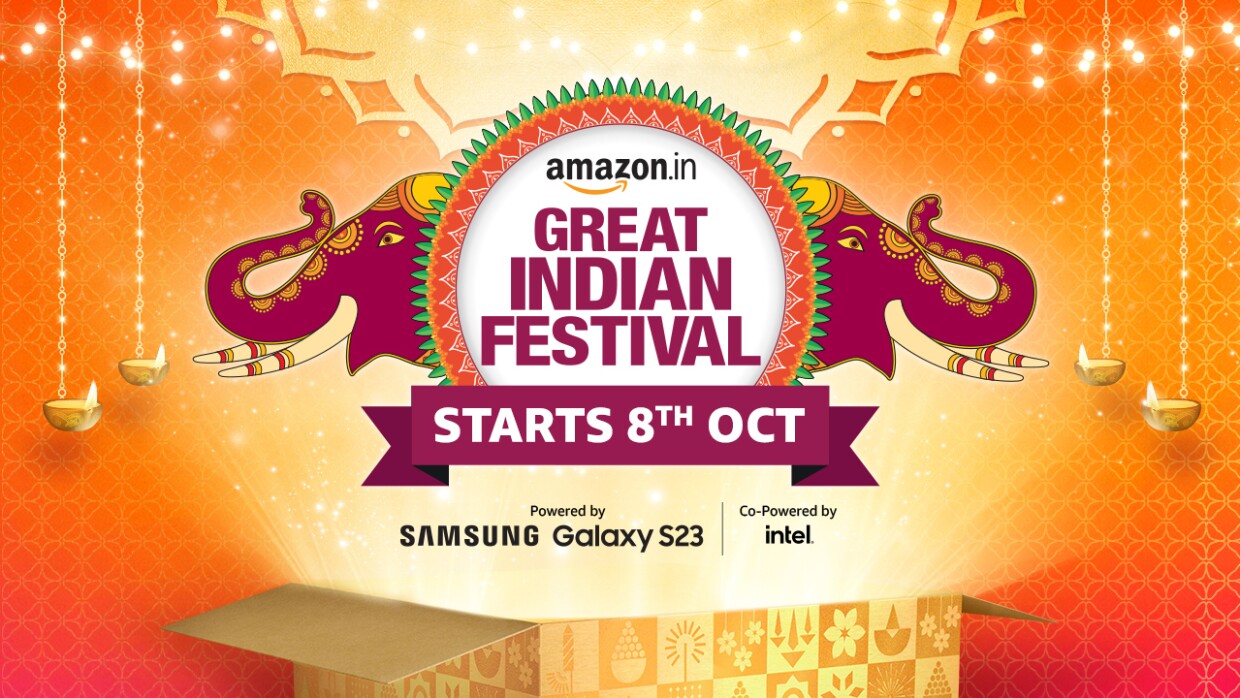 amazon.in
GREAT
INDIAN
FESTIVAL
STARTS 8TH OCT
Powered by
SAMSUNG Galaxy S23
Co-Powered by
intel.